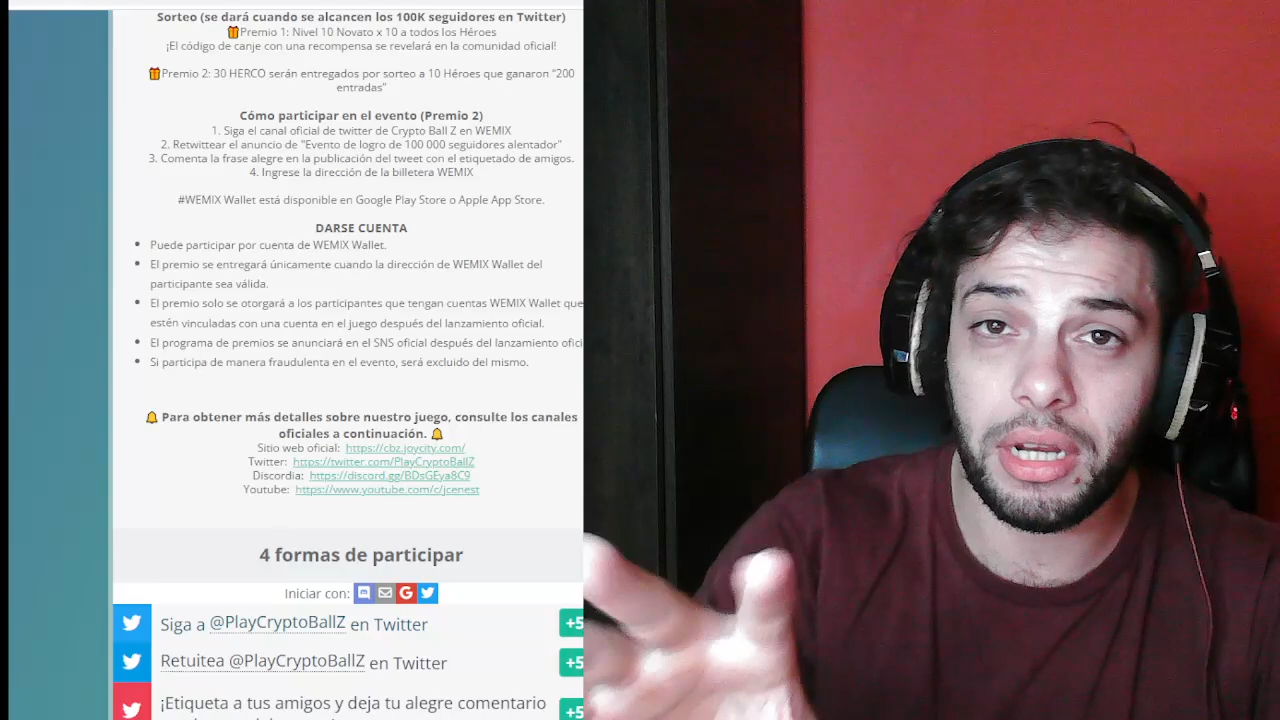 Sorteo (se dará cuando se alcancen los 100K seguidores en Twitter)
🎁Premio 1: Nivel 10 Novato x 10 a todos los Héroes
¡El código de canje con una recompensa se revelará en la comunidad oficial!
🎁Premio 2: 30 HERCO serán entregados por sorteo a 10 Héroes que ganaron “200
entradas”
Cómo participar en el evento (Premio 2)
1. Siga el canal oficial de twitter de Crypto Ball Z en WEMIX
2. Retwittear el anuncio de "Evento de logro de 100 000 seguidores alentador"
3. Comenta la frase alegre en la publicación del tweet con el etiquetado de amigos.
4. Ingrese la dirección de la billetera WEMIX
#WEMIX Wallet está disponible en Google Play Store o Apple App Store.
DARSE CUENTA
• Puede participar por cuenta de WEMIX Wallet.
• El premio se entregará únicamente cuando la dirección de WEMIX Wallet del
participante sea válida.
• El premio solo se otorgará a los participantes que tengan cuentas WEMIX Wallet que
estén vinculadas con una cuenta en el juego después del lanzamiento oficial.
• El programa de premios se anunciará en el SNS oficial después del lanzamiento ofici
• Si participa de manera fraudulenta en el evento, será excluido del mismo.
🔔 Para obtener más detalles sobre nuestro juego, consulte los canales
oficiales a continuación. 🔔
Sitio web oficial: https://cbz.joycity.com/
Twitter: https://twitter.com/PlayCryptoBallZ
Discordia: https://discord.gg/BDsGEya8C9
Youtube: https://www.youtube.com/c/jcenest
4 formas de participar
Iniciar con:
Siga a @PlayCryptoBallZ en Twitter +5
Retuitea @PlayCryptoBallZ en Twitter +5
¡Etiqueta a tus amigos y deja tu alegre comentario +5